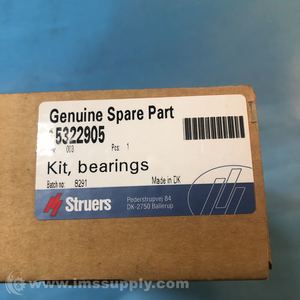 Genuine Spare Part
15322905
003 Pcs: 1
Kit, bearings
Batch no: B291 Made in DK
Struers
Pederstrupvej 84
DK-2750 Ballerup
© www.imssupply.com